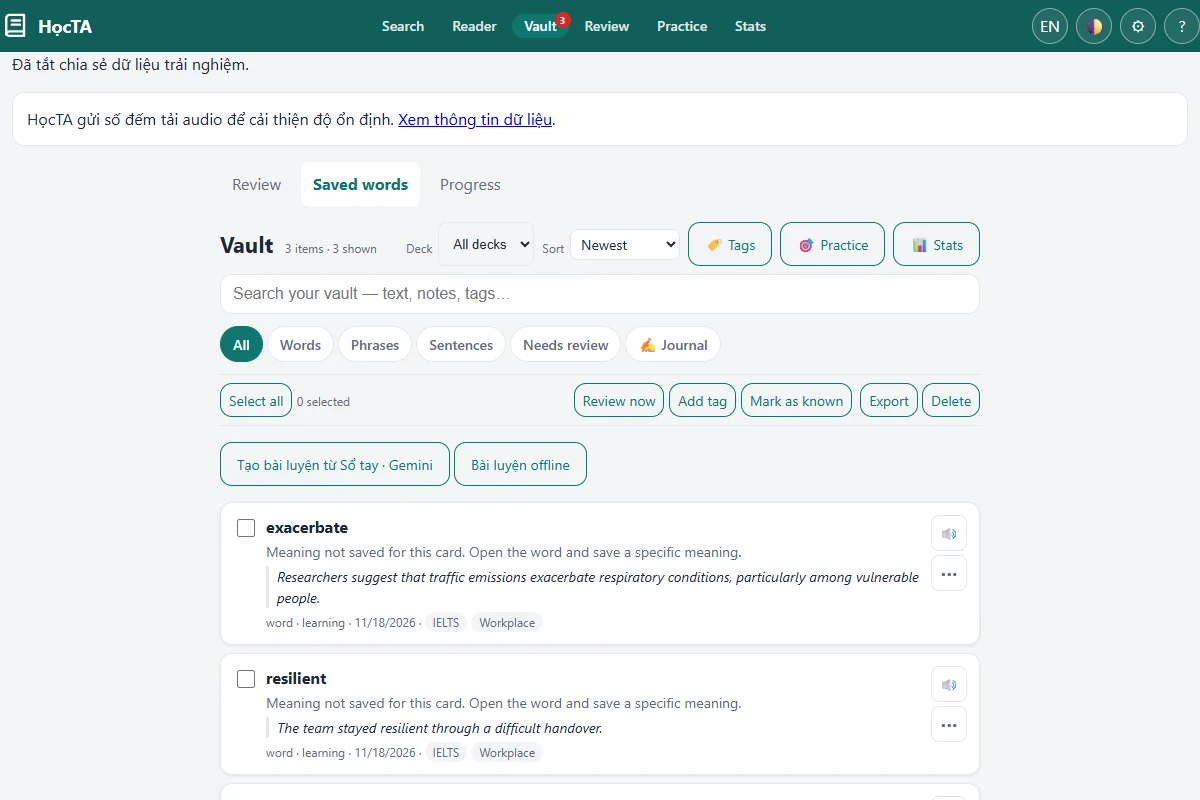 HọcTA
Search Reader Vault 3 Review Practice Stats
EN ?
Đã tắt chia sẻ dữ liệu trải nghiệm.
HọcTA gửi số đếm tải audio để cải thiện độ ổn định. Xem thông tin dữ liệu.
Review Saved words Progress
Vault 3 items · 3 shown Deck All decks Sort Newest Tags Practice Stats
Search your vault — text, notes, tags…
All Words Phrases Sentences Needs review Journal
Select all 0 selected Review now Add tag Mark as known Export Delete
Tạo bài luyện từ Sổ tay · Gemini Bài luyện offline
exacerbate
Meaning not saved for this card. Open the word and save a specific meaning.
Researchers suggest that traffic emissions exacerbate respiratory conditions, particularly among vulnerable
people.
word · learning · 11/18/2026 · IELTS Workplace
resilient
Meaning not saved for this card. Open the word and save a specific meaning.
The team stayed resilient through a difficult handover.
word · learning · 11/18/2026 · IELTS Workplace